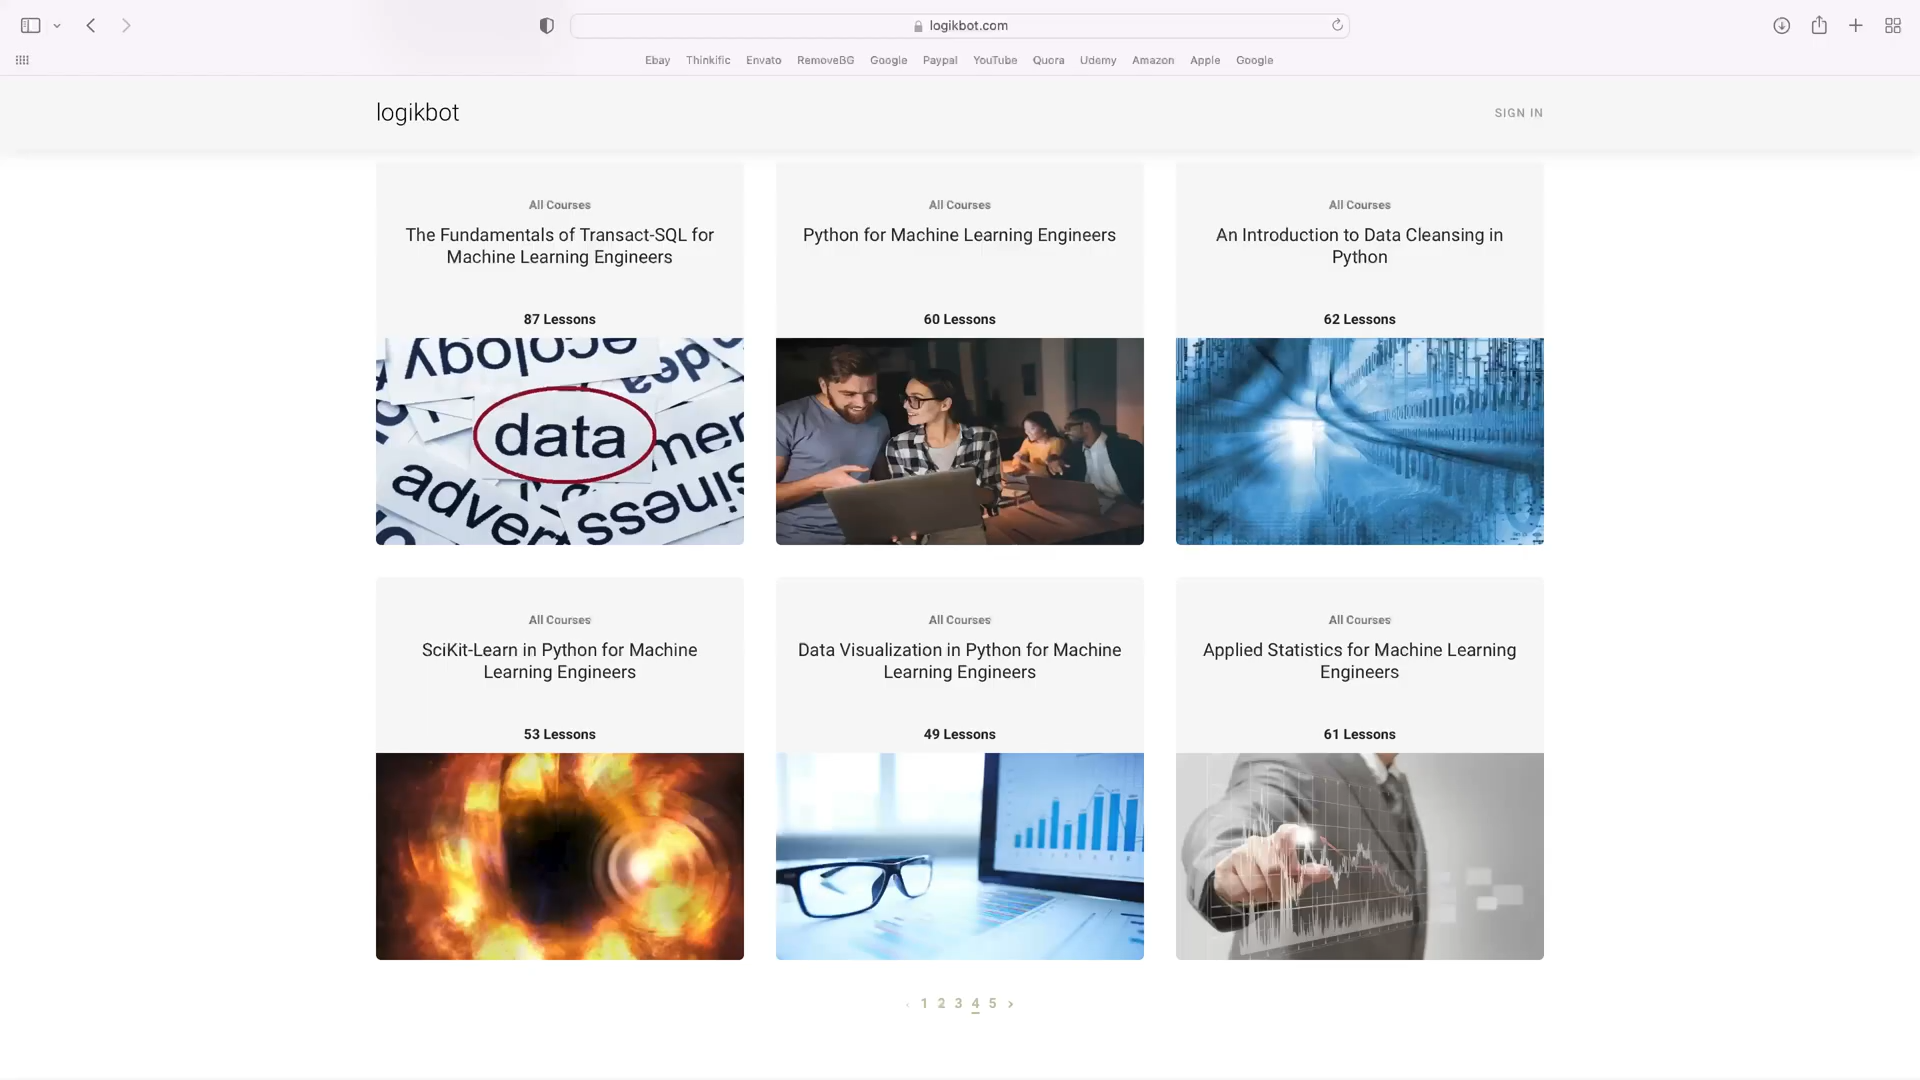 logikbot.com
Ebay Thinkific Envato RemoveBG Google Paypal YouTube Quora Udemy Amazon Apple Google
logikbot
SIGN IN
All Courses
The Fundamentals of Transact-SQL for
Machine Learning Engineers
87 Lessons
data
All Courses
Python for Machine Learning Engineers
60 Lessons
All Courses
An Introduction to Data Cleansing in
Python
62 Lessons
All Courses
SciKit-Learn in Python for Machine
Learning Engineers
53 Lessons
All Courses
Data Visualization in Python for Machine
Learning Engineers
49 Lessons
All Courses
Applied Statistics for Machine Learning
Engineers
61 Lessons
‹ 1 2 3 4 5 ›